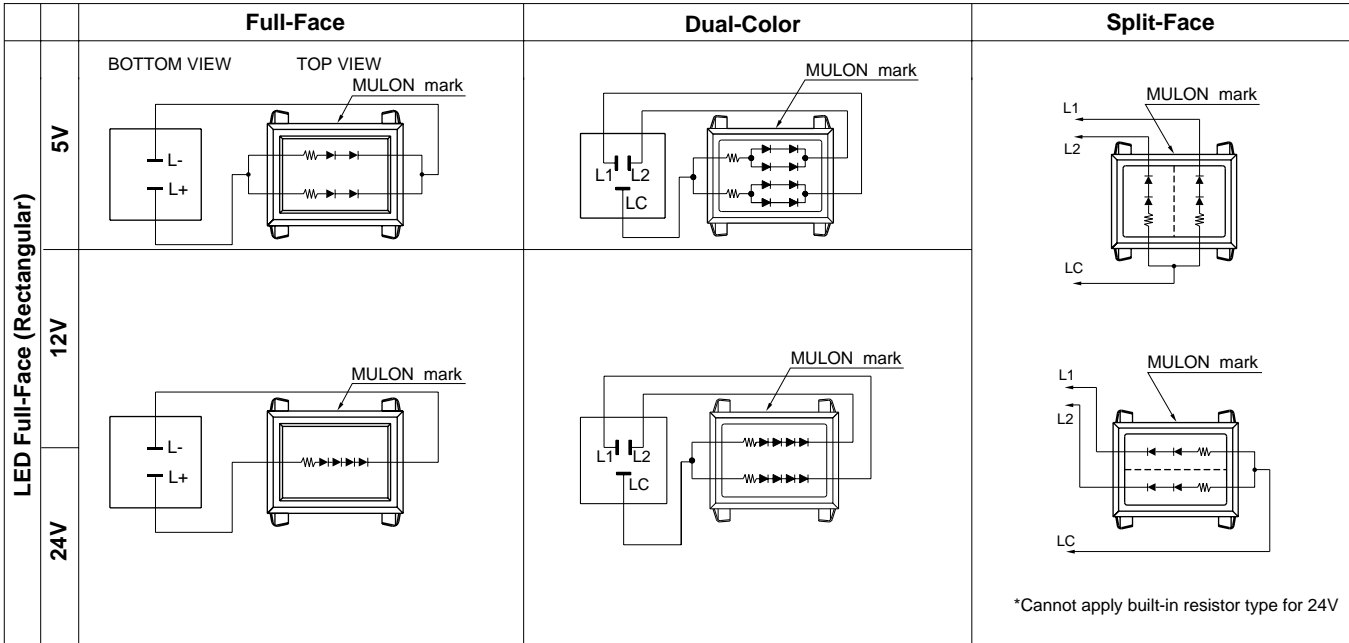 Full-Face
Dual-Color
Split-Face
LED Full-Face (Rectangular)
5V
BOTTOM VIEW
TOP VIEW
MULON mark
L-
L+
MULON mark
L1
L2
LC
MULON mark
L1
L2
LC
12V
24V
MULON mark
L-
L+
MULON mark
L1
L2
LC
MULON mark
L1
L2
LC
*Cannot apply built-in resistor type for 24V